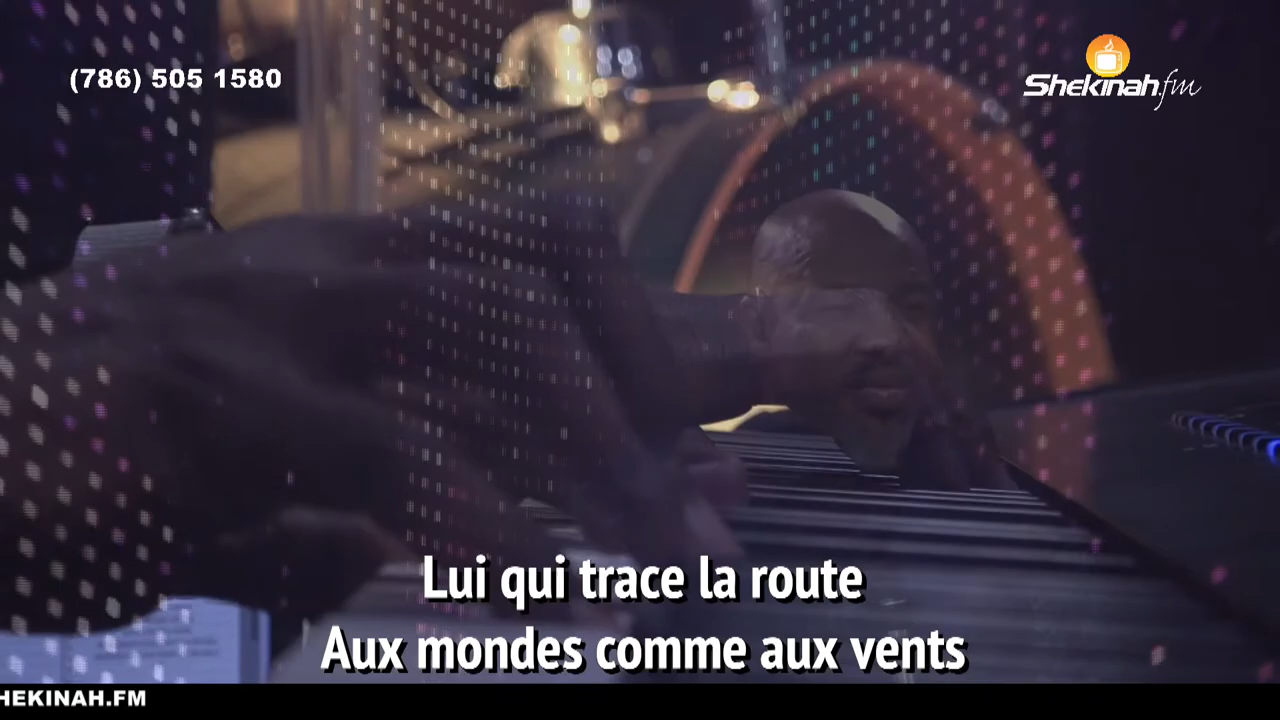 (786) 505 1580
Shekinah.fm
Lui qui trace la route
Aux mondes comme aux vents
HEKINAH.FM